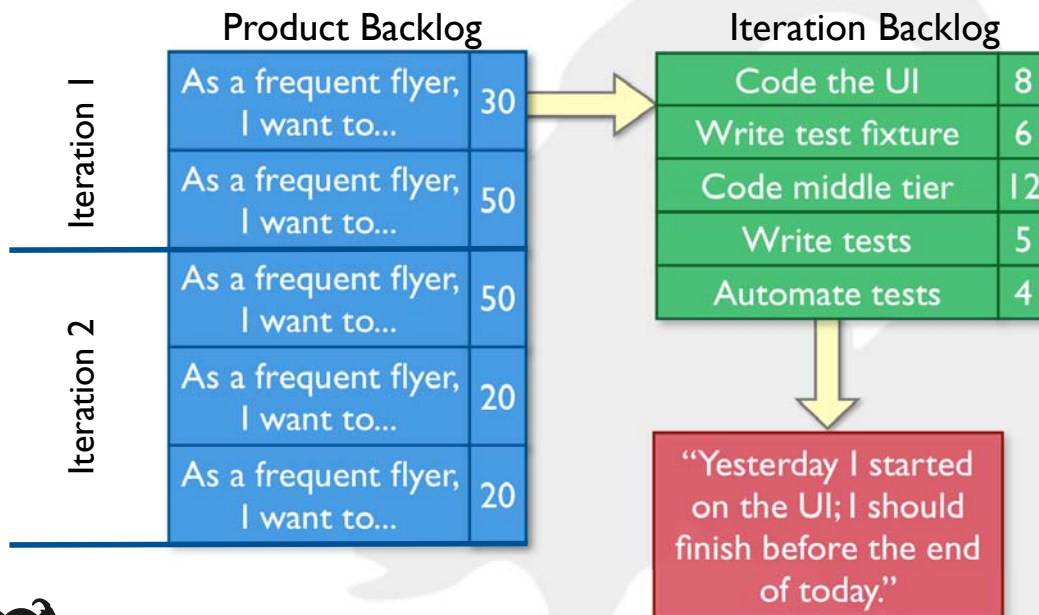 Product Backlog
Iteration 1
As a frequent flyer,
I want to...
30
As a frequent flyer,
I want to...
50
Iteration 2
As a frequent flyer,
I want to...
50
As a frequent flyer,
I want to...
20
As a frequent flyer,
I want to...
20
Iteration Backlog
Code the UI 8
Write test fixture 6
Code middle tier 12
Write tests 5
Automate tests 4
“Yesterday I started
on the UI; I should
finish before the end
of today.”